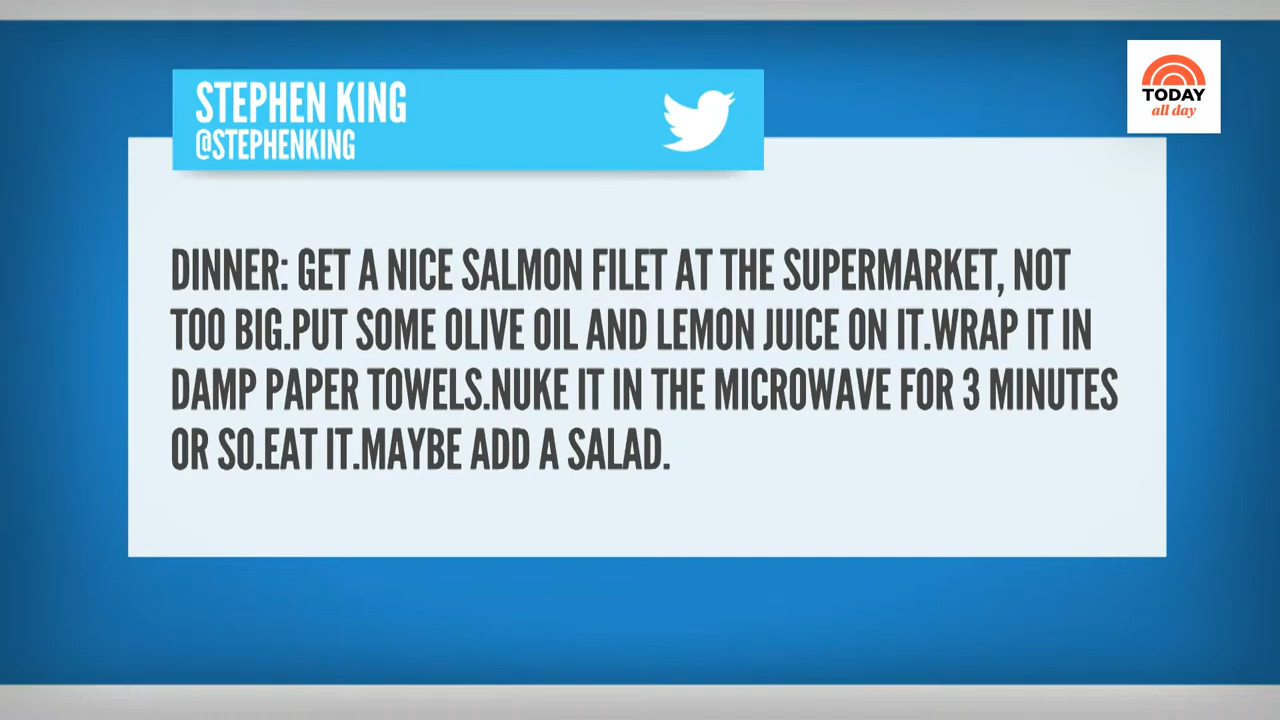 STEPHEN KING
@STEPHENKING
TODAY
all day
DINNER: GET A NICE SALMON FILET AT THE SUPERMARKET, NOT
TOO BIG.PUT SOME OLIVE OIL AND LEMON JUICE ON IT.WRAP IT IN
DAMP PAPER TOWELS.NUKE IT IN THE MICROWAVE FOR 3 MINUTES
OR SO.EAT IT.MAYBE ADD A SALAD.